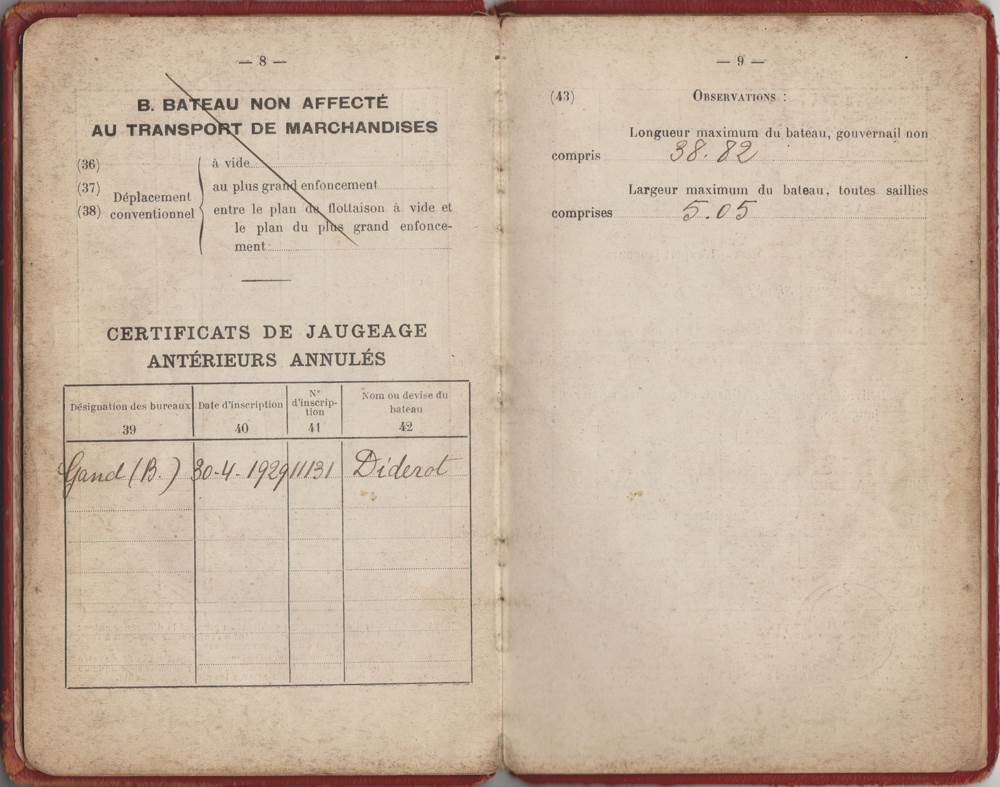 — 8 —
B. BATEAU NON AFFECTÉ
AU TRANSPORT DE MARCHANDISES
(36)
(37)
(38)
Déplacement
conventionnel
à vide
au plus grand enfoncement
entre le plan de flottaison à vide et
le plan du plus grand enfonce-
ment
CERTIFICATS DE JAUGEAGE
ANTÉRIEURS ANNULÉS
Désignation des bureaux
Date d'inscription
N°
d'inscrip-
tion
Nom ou devise du
bateau
39 40 41 42
Gand (B.) 30-4-1929 11131 Diderot
— 9 —
(43) OBSERVATIONS :
Longueur maximum du bateau, gouvernail non
compris 38.82
Largeur maximum du bateau, toutes saillies
comprises 5.05